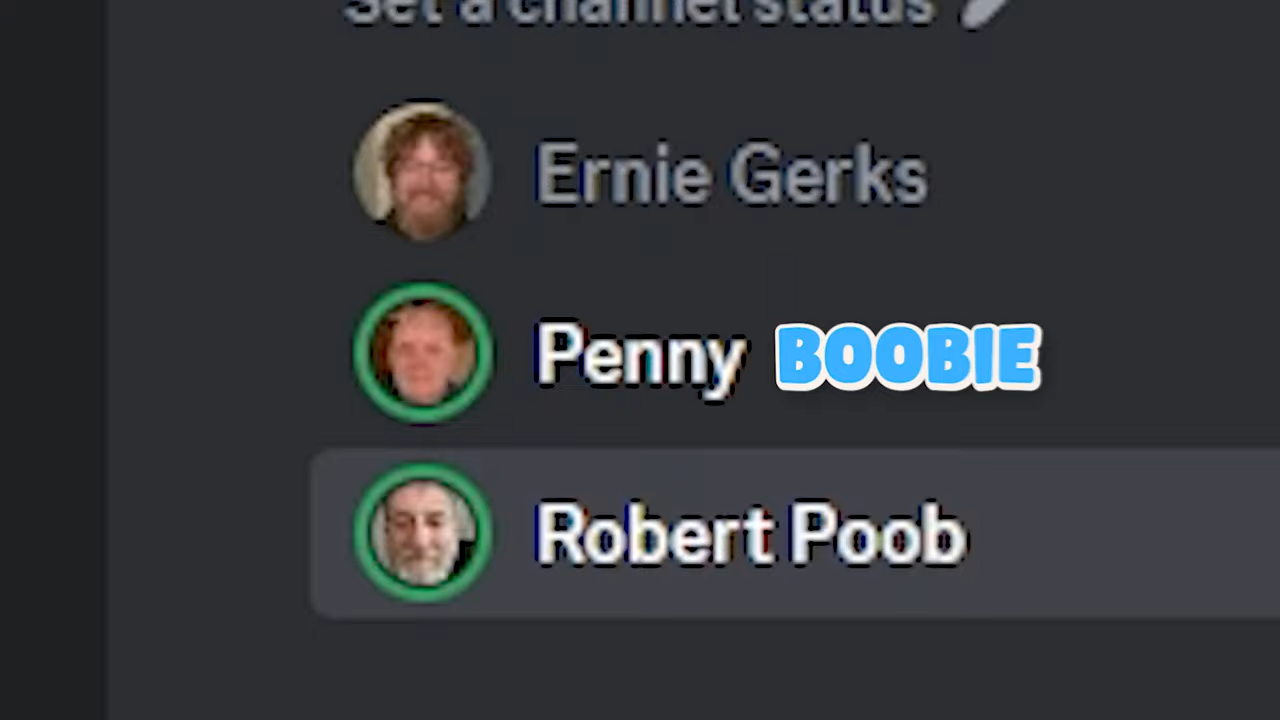 Set a channel status
Ernie Gerks
Penny BOOBIE
Robert Poob